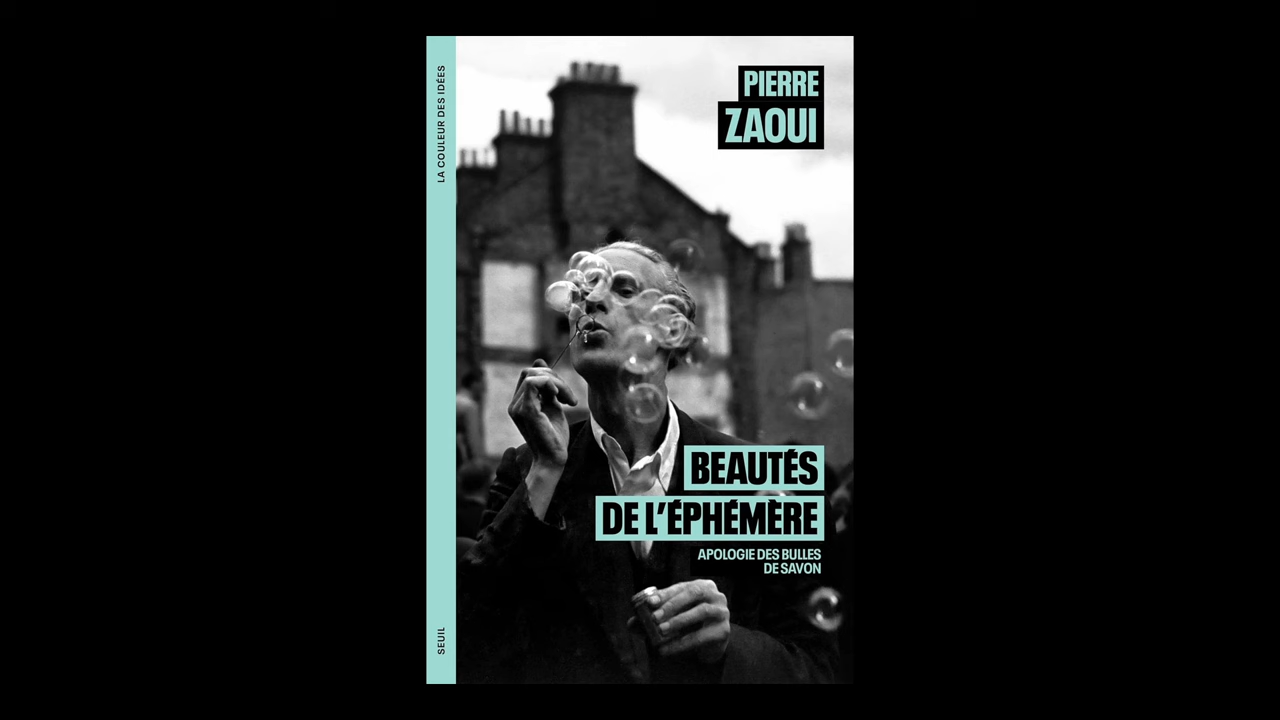 LA COULEUR DES IDÉES
PIERRE
ZAOUI
BEAUTÉS
DE L'ÉPHÉMÈRE
APOLOGIE DES BULLES
DE SAVON
SEUIL